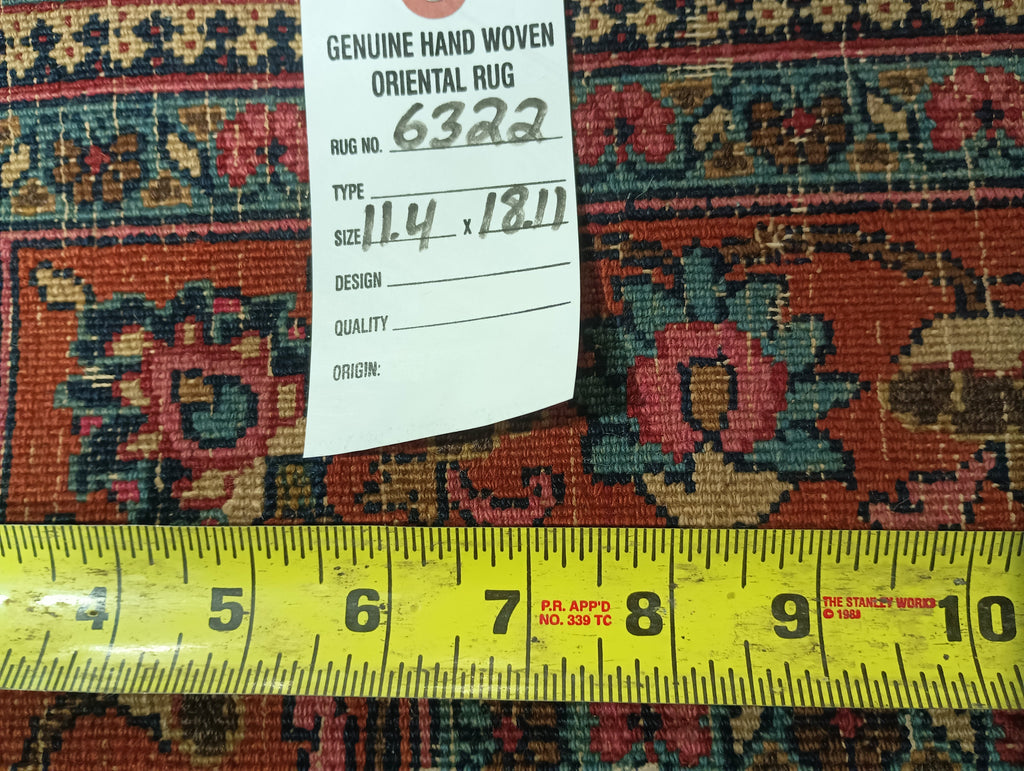 GENUINE HAND WOVEN
ORIENTAL RUG
RUG NO. 6322
TYPE
SIZE 11.4 x 18.11
DESIGN
QUALITY
ORIGIN:
4 5 6 7 P.R. APP'D 8 9 THE STANLEY WORKS 10
NO. 339 TC